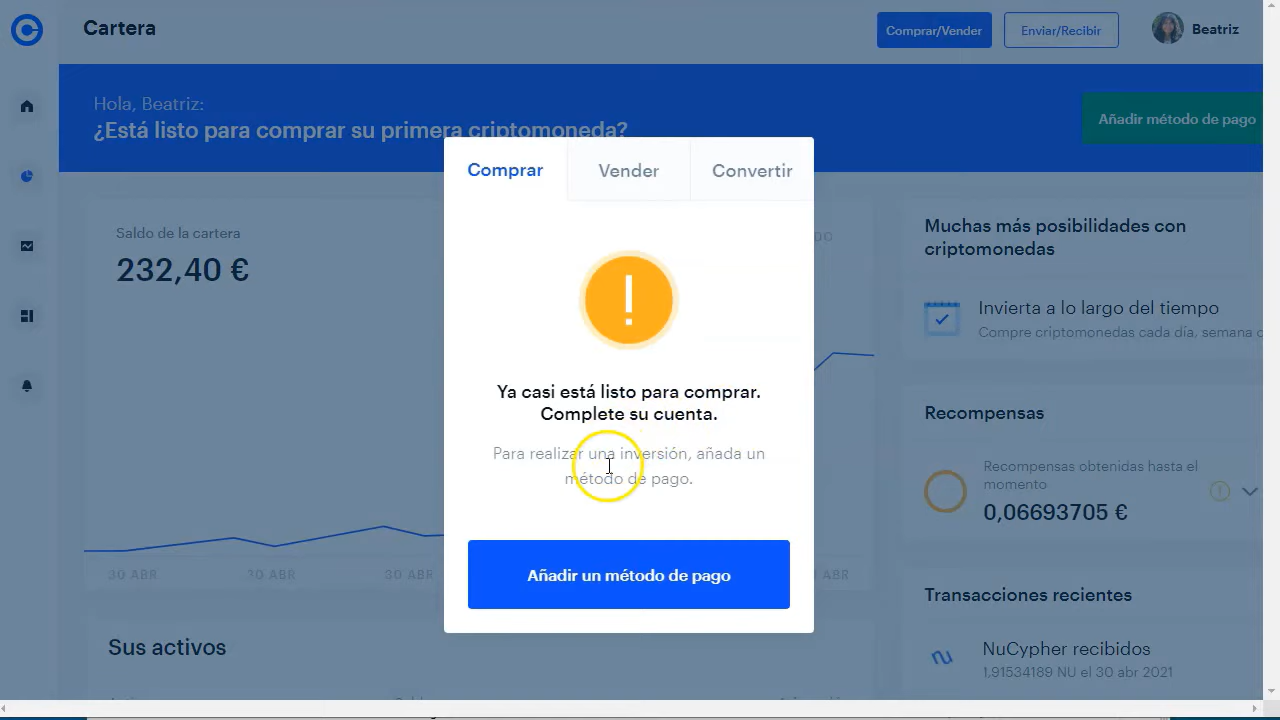 Cartera
Comprar/Vender
Enviar/Recibir
Beatriz
Hola, Beatriz:
¿Está listo para comprar su primera criptomoneda?
Añadir método de pago
Comprar
Vender
Convertir
Saldo de la cartera
232,40 €
Ya casi está listo para comprar.
Complete su cuenta.
Para realizar una inversión, añada un
método de pago.
Añadir un método de pago
30 ABR
30 ABR
30 ABR
ABR
Sus activos
Muchas más posibilidades con
criptomonedas
Invierta a lo largo del tiempo
Compre criptomonedas cada día, semana o
Recompensas
Recompensas obtenidas hasta el
momento
0,06693705 €
Transacciones recientes
NuCypher recibidos
1,91534189 NU el 30 abr 2021